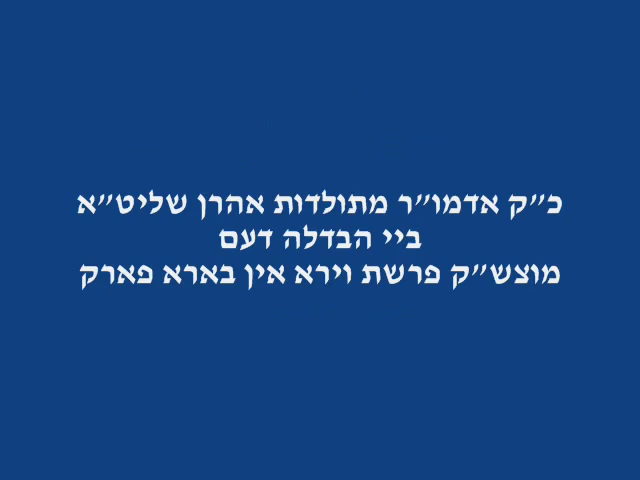 כ״ק אדמו״ר מתולדות אהרן שליט״א
ביי הבדלה דעם
מוצש״ק פרשת וירא אין בארא פארק